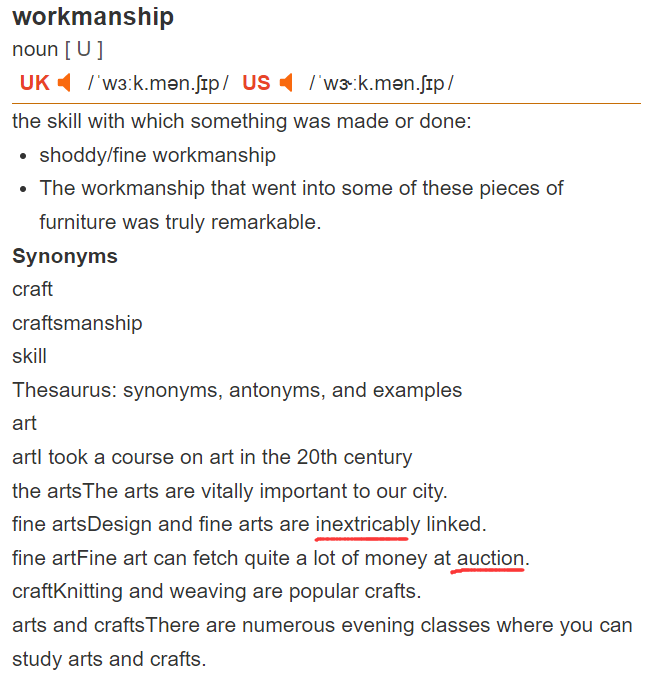 workmanship
noun [ U ]
UK /ˈwɜː k.mən.ʃɪp/ US /ˈwɝː k.mən.ʃɪp/
the skill with which something was made or done:
• shoddy/fine workmanship
• The workmanship that went into some of these pieces of
furniture was truly remarkable.
Synonyms
craft
craftsmanship
skill
Thesaurus: synonyms, antonyms, and examples
art
artI took a course on art in the 20th century
the artsThe arts are vitally important to our city.
fine artsDesign and fine arts are inextricably linked.
fine artFine art can fetch quite a lot of money at auction.
craftKnitting and weaving are popular crafts.
arts and craftsThere are numerous evening classes where you can
study arts and crafts.